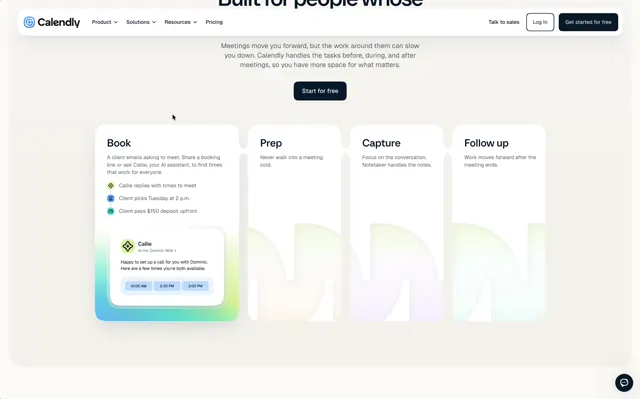 Built for people whose
Calendly
Product
Solutions
Resources
Pricing
Talk to sales
Log In
Get started for free
Meetings move you forward, but the work around them can slow
you down. Calendly handles the tasks before, during, and after
meetings, so you have more space for what matters.
Start for free
Book
A client emails asking to meet. Share a booking
link or ask Callie, your AI assistant, to find times
that work for everyone.
Callie replies with times to meet
Client picks Tuesday at 2 p.m.
Client pays $150 deposit upfront
Callie
Happy to set up a call for you with Dominic.
Here are a few times you're both available.
10:00 AM
2:30 PM
3:00 PM
Prep
Never walk into a meeting
cold.
Capture
Focus on the conversation.
Notetaker handles the notes.
Follow up
Work moves forward after the
meeting ends.